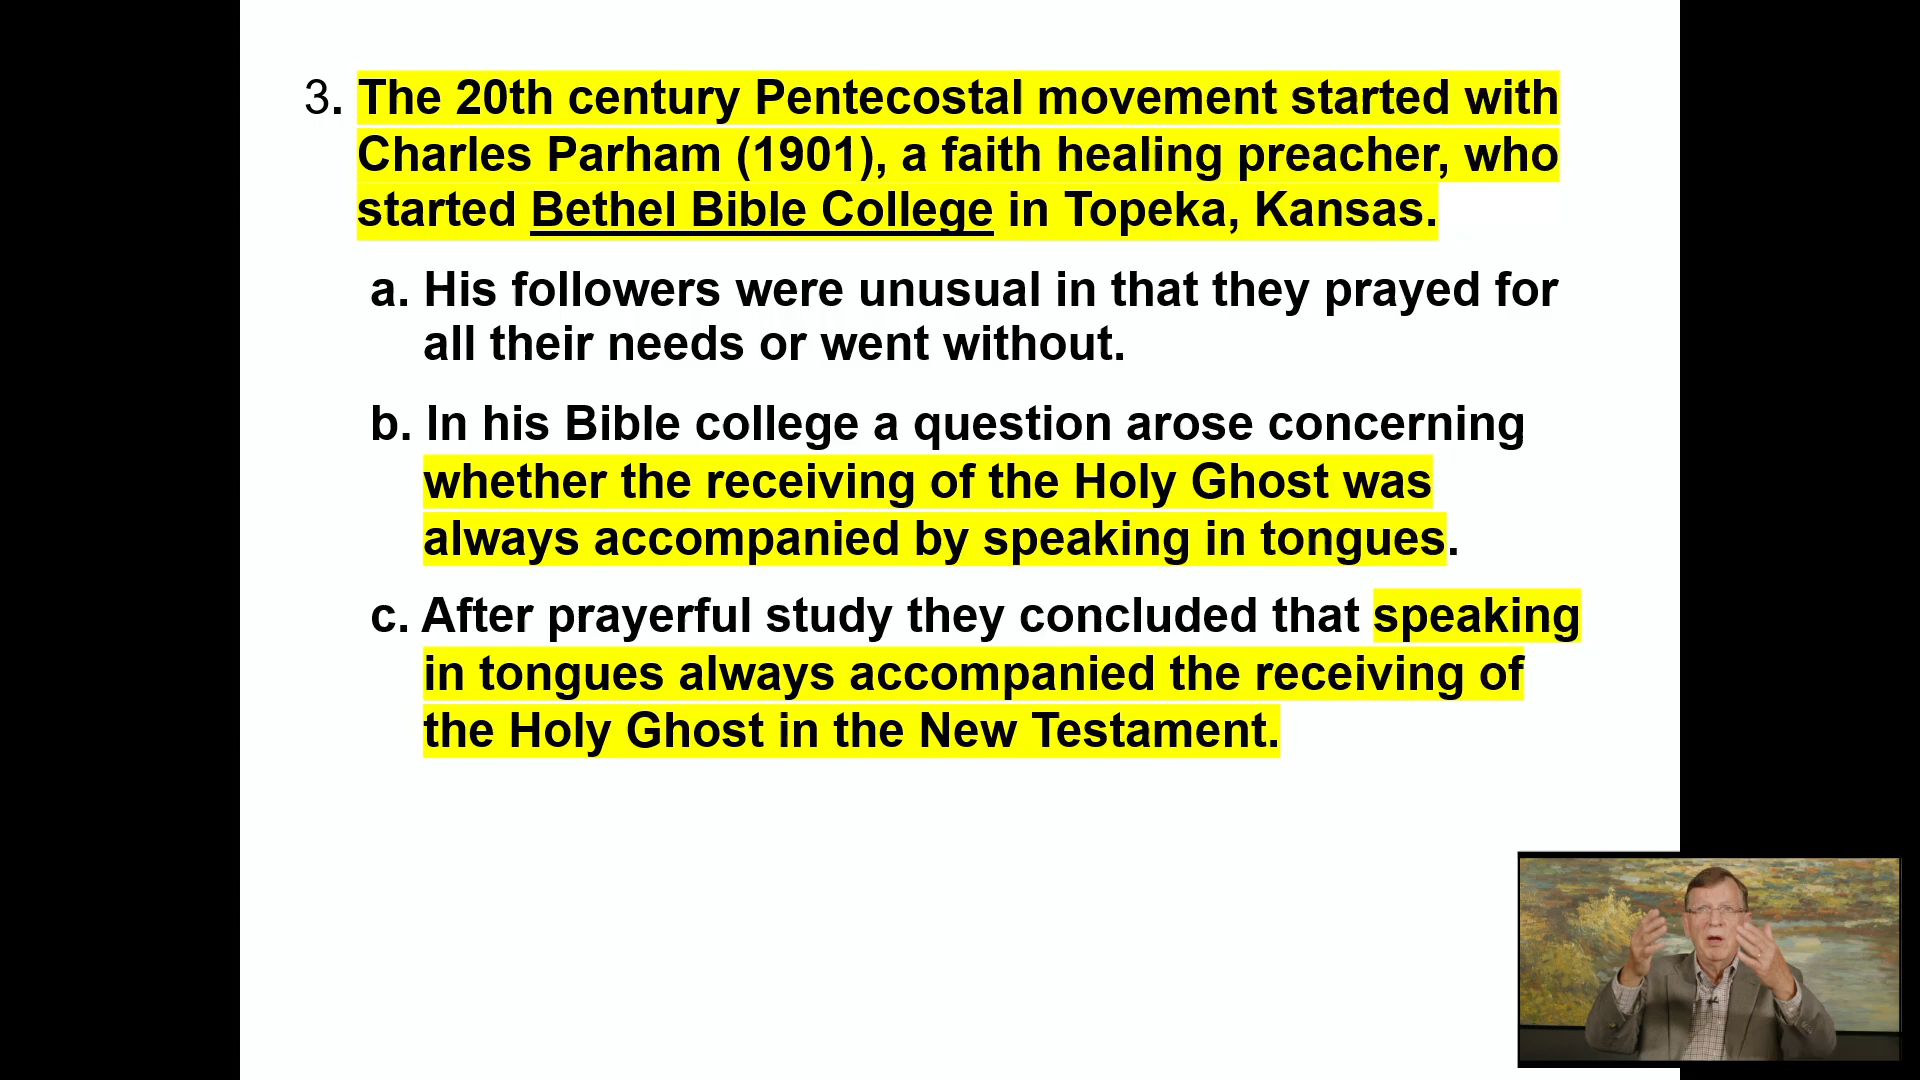 3. The 20th century Pentecostal movement started with
Charles Parham (1901), a faith healing preacher, who
started Bethel Bible College in Topeka, Kansas.
a. His followers were unusual in that they prayed for
all their needs or went without.
b. In his Bible college a question arose concerning
whether the receiving of the Holy Ghost was
always accompanied by speaking in tongues.
c. After prayerful study they concluded that speaking
in tongues always accompanied the receiving of
the Holy Ghost in the New Testament.